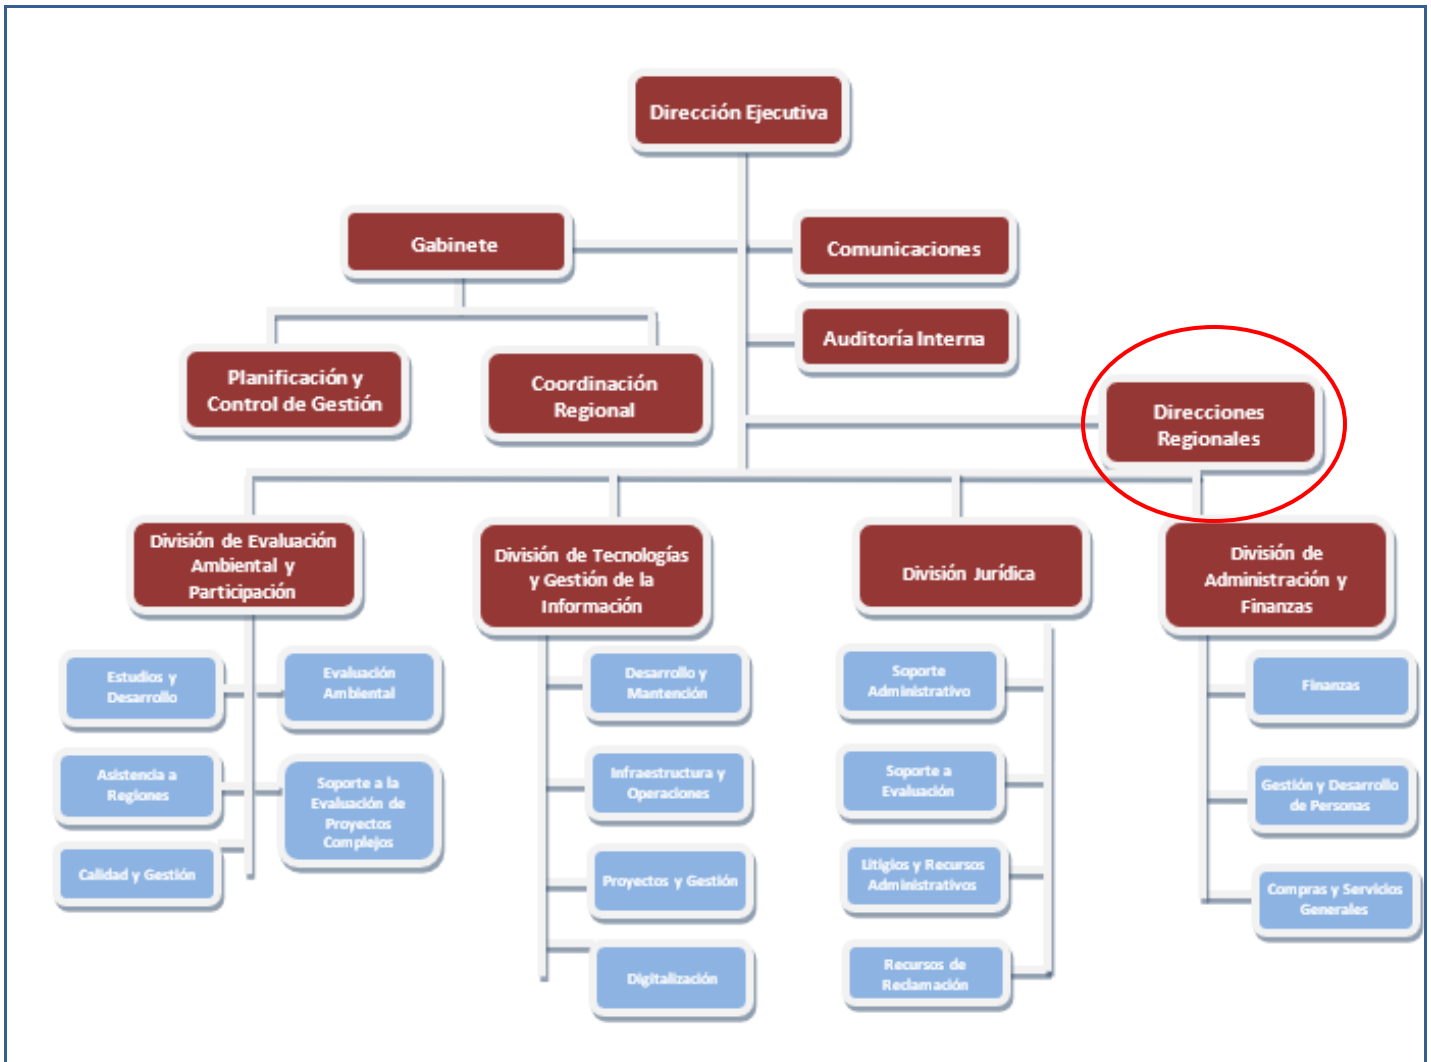 Dirección Ejecutiva
Gabinete
Comunicaciones
Auditoría Interna
Planificación y
Control de Gestión
Coordinación
Regional
Direcciones
Regionales
División de Evaluación
Ambiental y
Participación
División de Tecnologías
y Gestión de la
Información
División Jurídica
División de
Administración y
Finanzas
Estudios y
Desarrollo
Evaluación
Ambiental
Asistencia a
Regiones
Soporte a la
Evaluación de
Proyectos
Complejos
Calidad y Gestión
Desarrollo y
Mantención
Infraestructura y
Operaciones
Proyectos y Gestión
Digitalización
Soporte
Administrativo
Soporte a
Evaluación
Litigios y Recursos
Administrativos
Recursos de
Reclamación
Finanzas
Gestión y Desarrollo
de Personas
Compras y Servicios
Generales